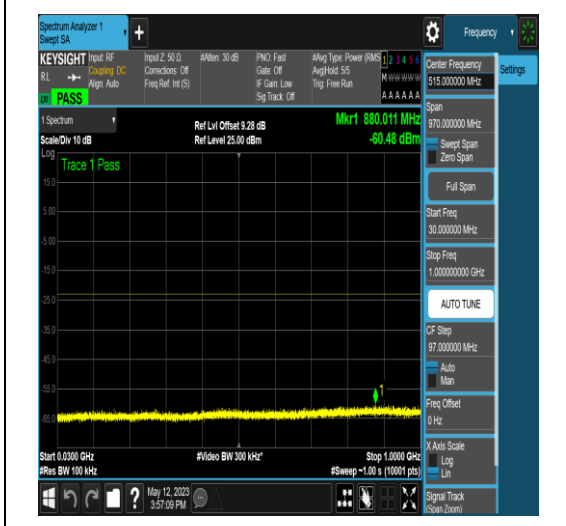 Spectrum Analyzer 1
Swept SA
Frequency
KEYSIGHT
RL
Input: RF
Coupling: DC
Align: Auto
Input Z: 50 Ω
Corrections: Off
Freq Ref: Int (S)
#Atten: 30 dB
PNO: Fast
Gate: Off
IF Gain: Low
Sig Track: Off
#Avg Type: Power (RMS
Avg|Hold: 5/5
Trig: Free Run
1 2 3 4 5 6
M W W W W W
A A A A A A
PASS
1 Spectrum
Scale/Div 10 dB
Ref Lvl Offset 9.28 dB
Ref Level 25.00 dBm
Mkr1 880.011 MHz
-60.48 dBm
Log
Trace 1 Pass
15.0
5.00
-5.00
-15.0
-25.0
-35.0
-45.0
-55.0
-65.0
1
Start 0.0300 GHz
#Res BW 100 kHz
#Video BW 300 kHz*
Stop 1.0000 GHz
#Sweep ~1.00 s (10001 pts)
May 12, 2023
3:57:09 PM
Center Frequency
515.000000 MHz
Settings
Span
970.000000 MHz
Swept Span
Zero Span
Full Span
Start Freq
30.000000 MHz
Stop Freq
1.000000000 GHz
AUTO TUNE
CF Step
97.000000 MHz
Auto
Man
Freq Offset
0 Hz
X Axis Scale
Log
Lin
Signal Track
(Span Zoom)